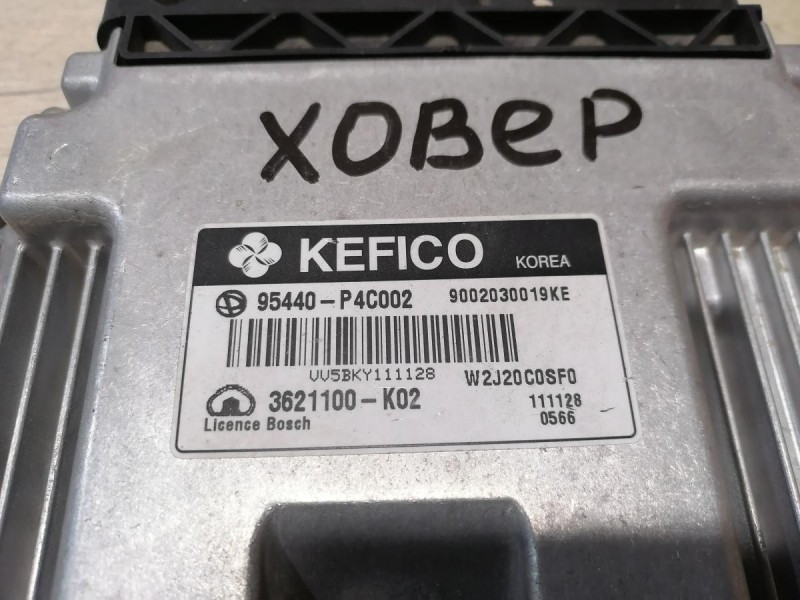 ХОВЕР
KEFICO KOREA
95440-P4C002 9002030019KE
VV5BKY111128 W2J20C0SF0
3621100-K02 111128
Licence Bosch 0566